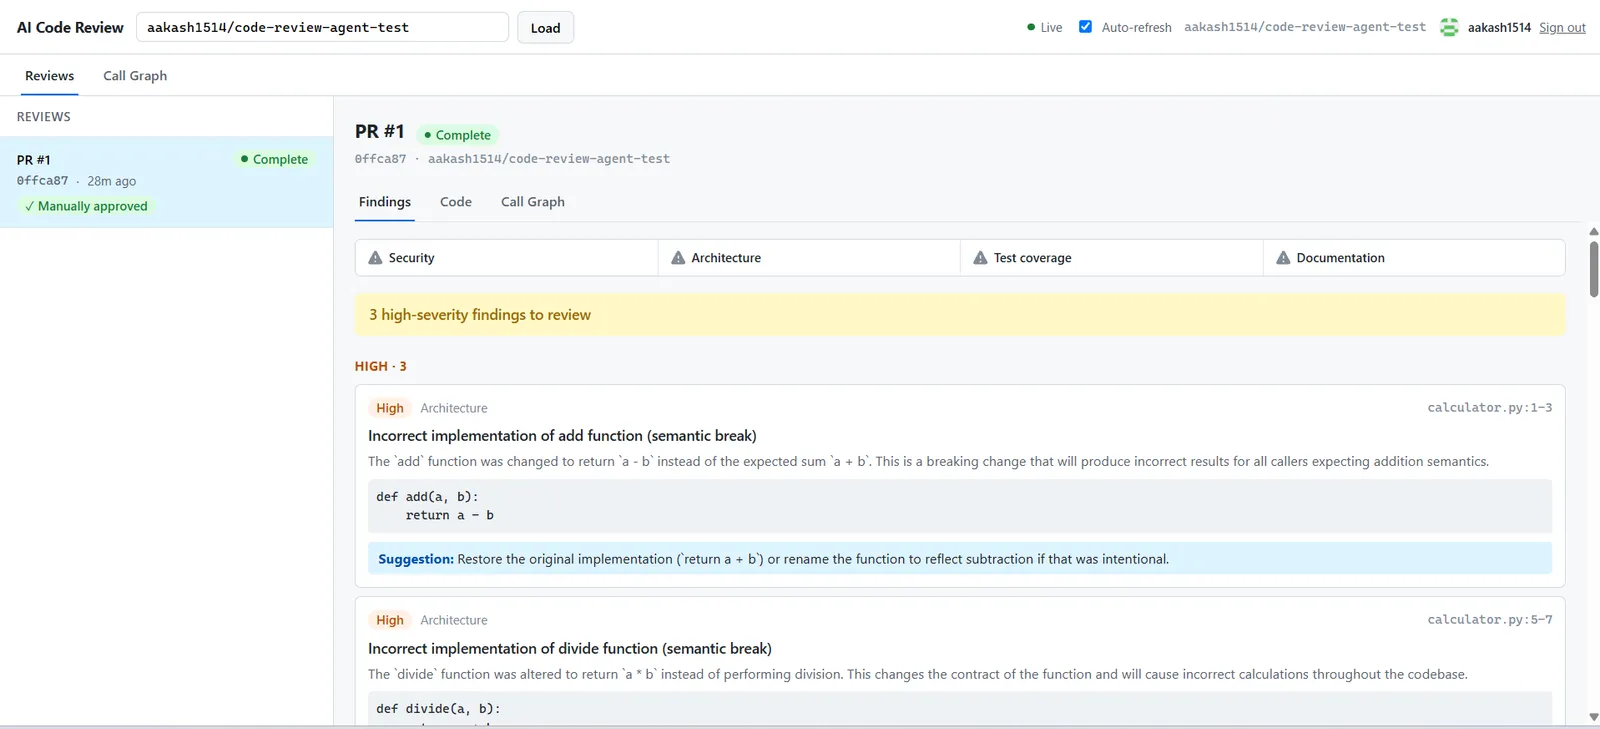 AI Code Review aakash1514/code-review-agent-test Load Live Auto-refresh aakash1514/code-review-agent-test aakash1514 Sign out
Reviews Call Graph
REVIEWS
PR #1 Complete
0ffca87 · 28m ago
✓ Manually approved
PR #1 Complete
0ffca87 · aakash1514/code-review-agent-test
Findings Code Call Graph
Security Architecture Test coverage Documentation
3 high-severity findings to review
HIGH · 3
High Architecture calculator.py:1–3
Incorrect implementation of add function (semantic break)
The `add` function was changed to return `a - b` instead of the expected sum `a + b`. This is a breaking change that will produce incorrect results for all callers expecting addition semantics.
def add(a, b):
return a - b
Suggestion: Restore the original implementation (`return a + b`) or rename the function to reflect subtraction if that was intentional.
High Architecture calculator.py:5–7
Incorrect implementation of divide function (semantic break)
The `divide` function was altered to return `a * b` instead of performing division. This changes the contract of the function and will cause incorrect calculations throughout the codebase.
def divide(a, b):